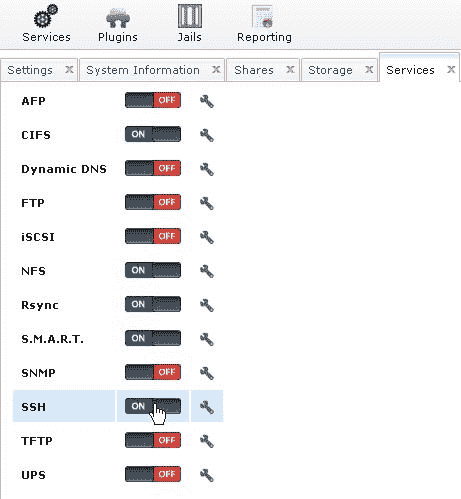 Services Plugins Jails Reporting
Settings X System Information X Shares X Storage X Services X
AFP OFF
CIFS ON
Dynamic DNS OFF
FTP OFF
iSCSI OFF
NFS ON
Rsync ON
S.M.A.R.T. ON
SNMP OFF
SSH ON
TFTP OFF
UPS OFF